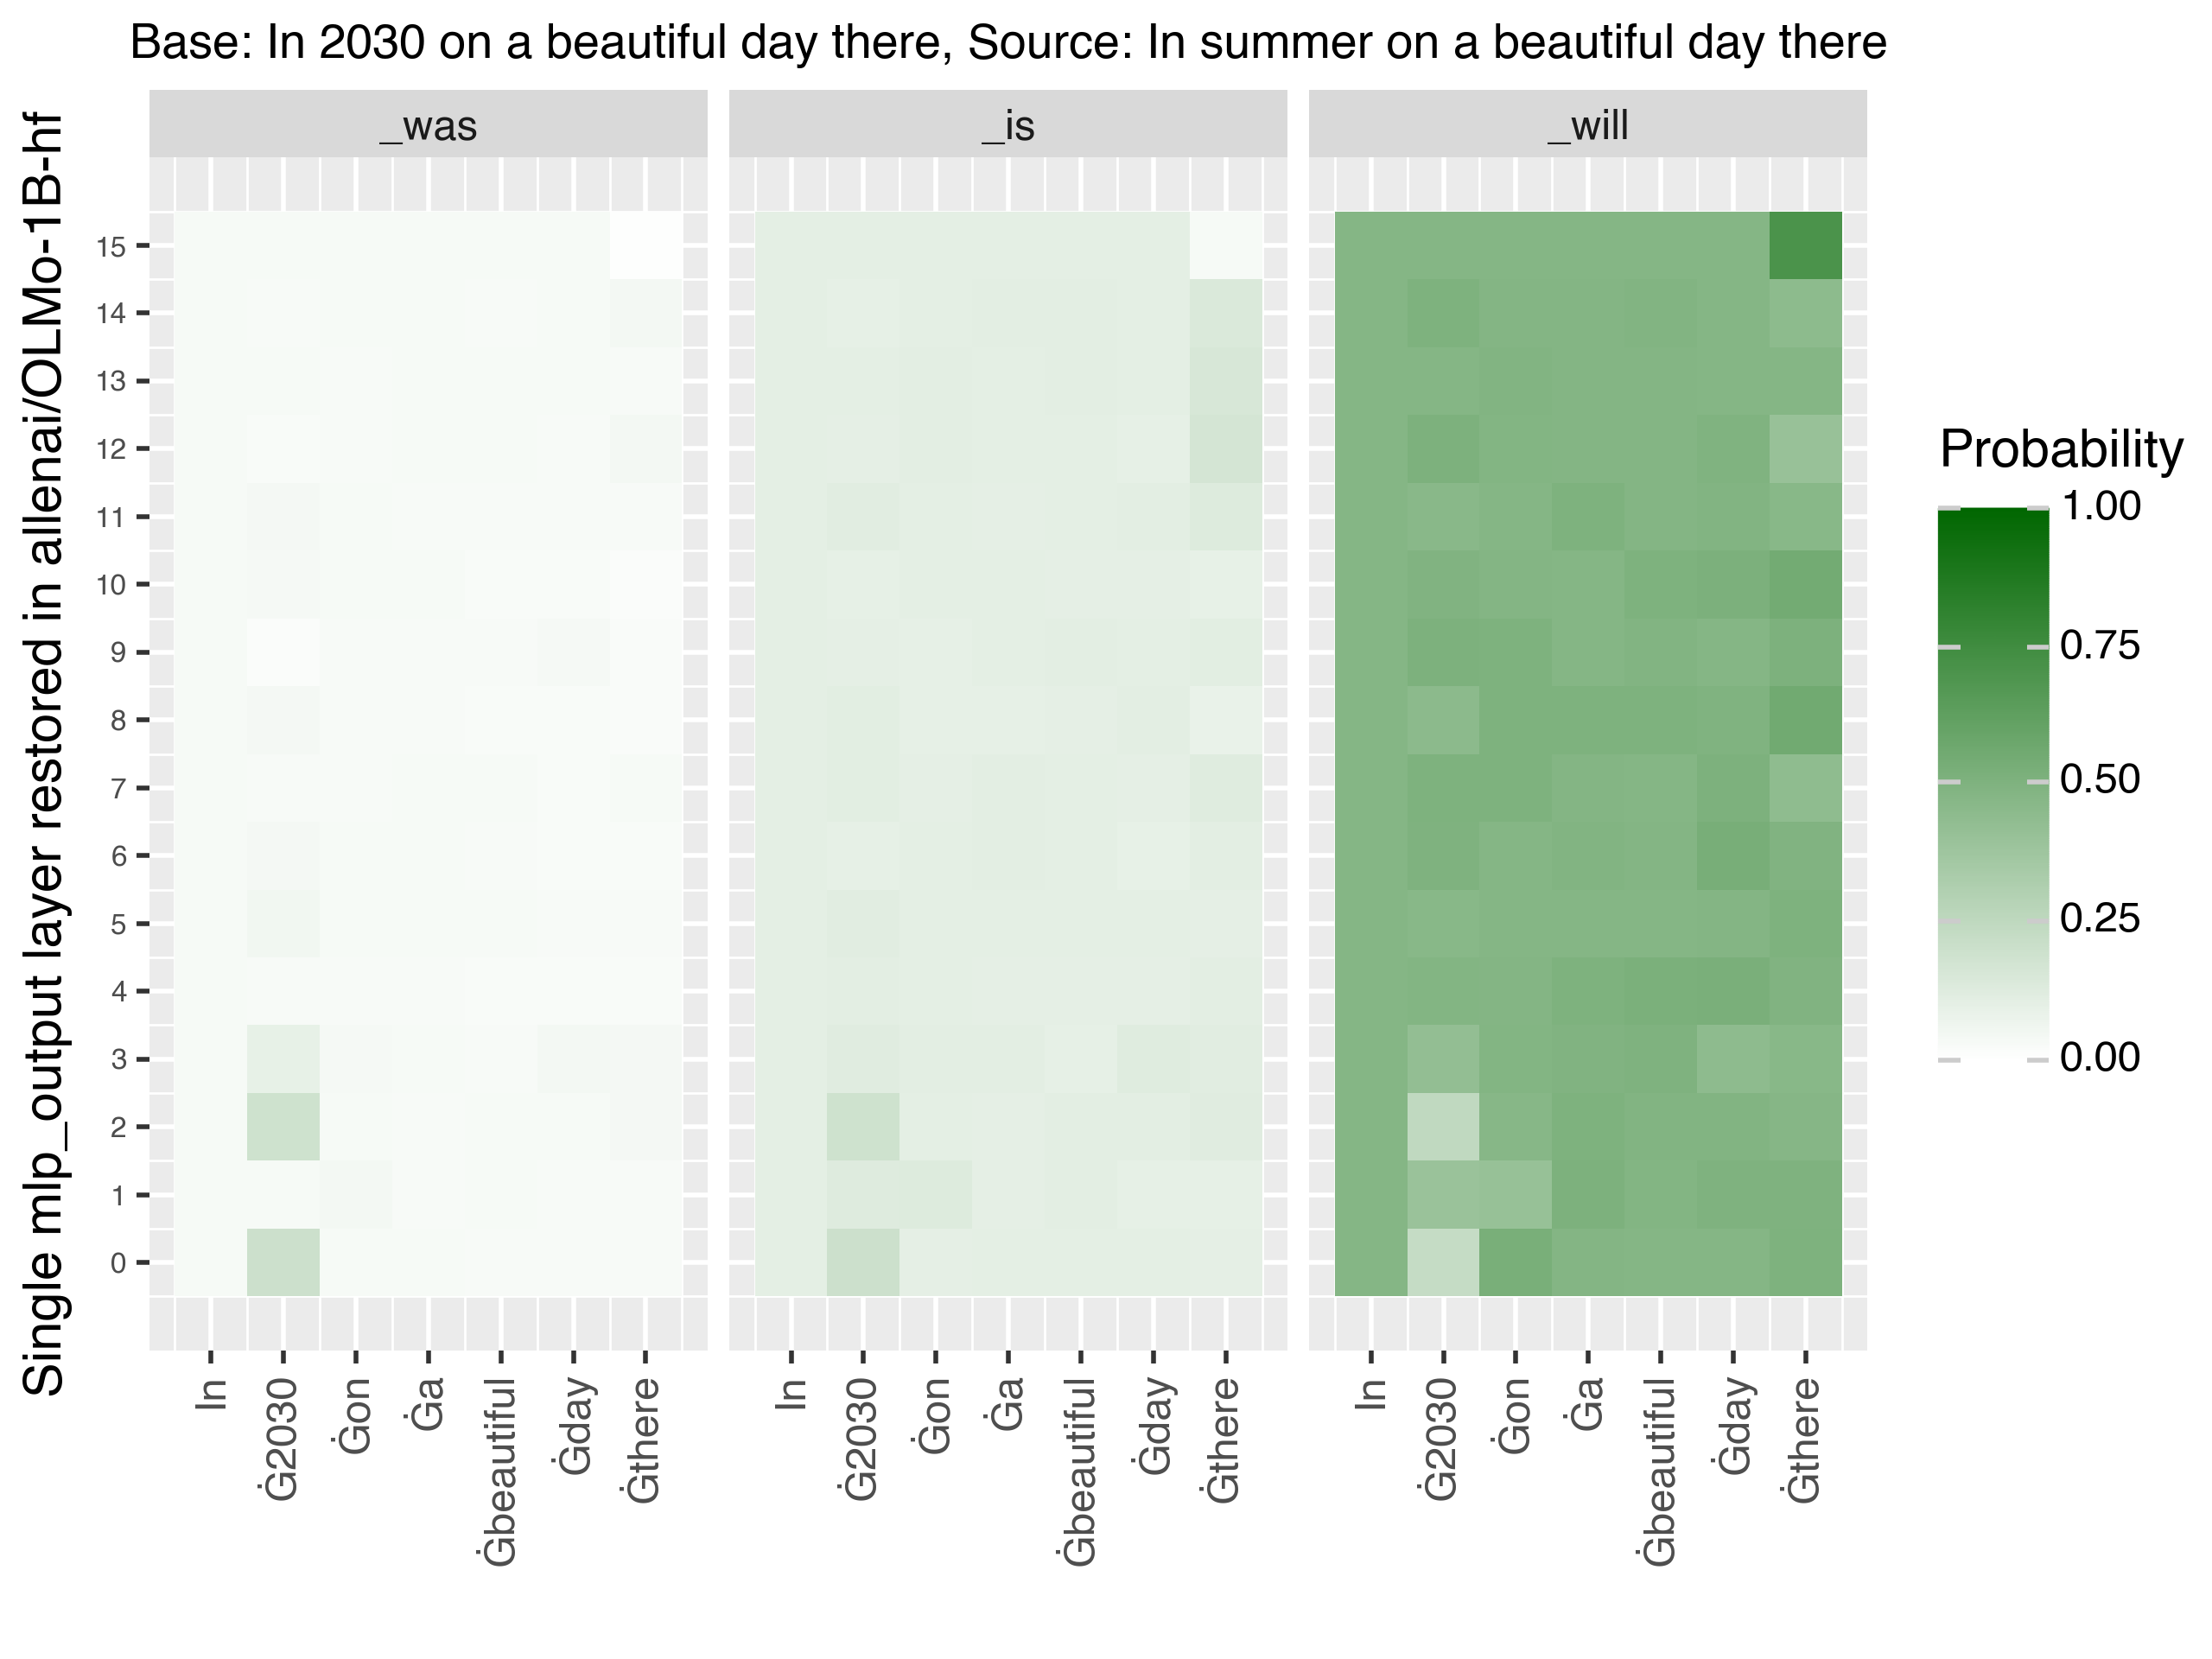 Base: In 2030 on a beautiful day there, Source: In summer on a beautiful day there
Single mlp_output layer restored in allenai/OLMo-1B-hf
_was
_is
_will
15
14
13
12
11
10
9
8
7
6
5
4
3
2
1
0
In
Ġ2030
Ġon
Ġa
Ġbeautiful
Ġday
Ġthere
In
Ġ2030
Ġon
Ġa
Ġbeautiful
Ġday
Ġthere
In
Ġ2030
Ġon
Ġa
Ġbeautiful
Ġday
Ġthere
Probability
1.00
0.75
0.50
0.25
0.00